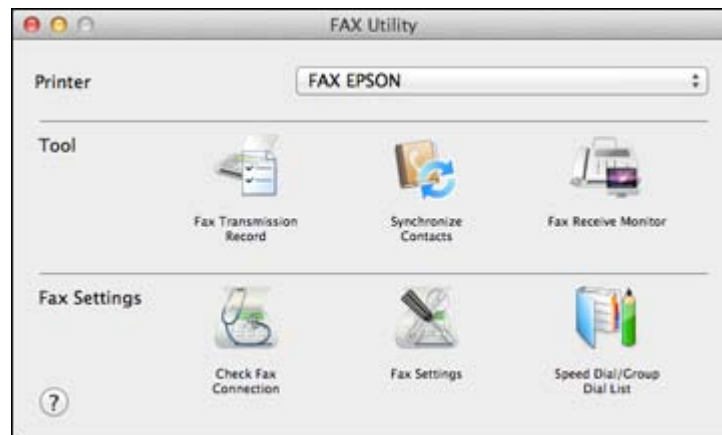 FAX Utility
Printer
FAX EPSON
Tool
Fax Transmission
Record
Synchronize
Contacts
Fax Receive Monitor
Fax Settings
Check Fax
Connection
Fax Settings
Speed Dial/Group
Dial List
?